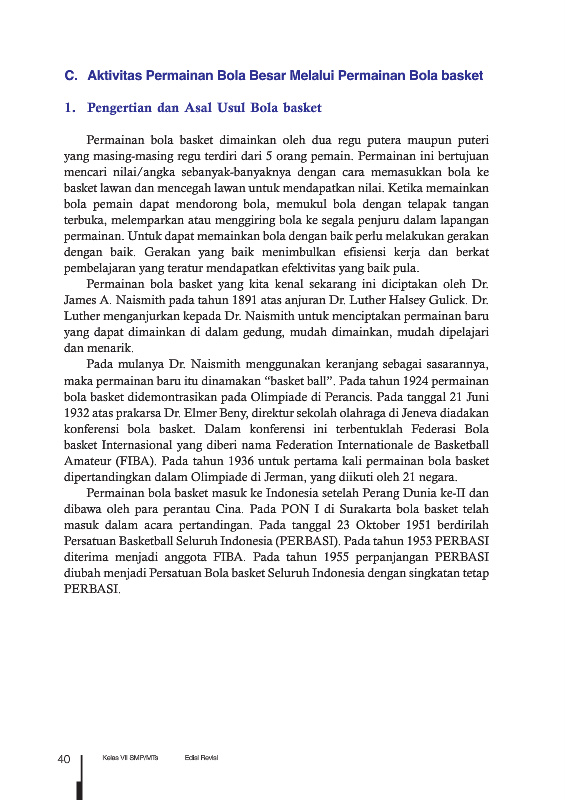 C. Aktivitas Permainan Bola Besar Melalui Permainan Bola basket
1. Pengertian dan Asal Usul Bola basket
Permainan bola basket dimainkan oleh dua regu putera maupun puteri
yang masing-masing regu terdiri dari 5 orang pemain. Permainan ini bertujuan
mencari nilai/angka sebanyak-banyaknya dengan cara memasukkan bola ke
basket lawan dan mencegah lawan untuk mendapatkan nilai. Ketika memainkan
bola pemain dapat mendorong bola, memukul bola dengan telapak tangan
terbuka, melemparkan atau menggiring bola ke segala penjuru dalam lapangan
permainan. Untuk dapat memainkan bola dengan baik perlu melakukan gerakan
dengan baik. Gerakan yang baik menimbulkan efisiensi kerja dan berkat
pembelajaran yang teratur mendapatkan efektivitas yang baik pula.
Permainan bola basket yang kita kenal sekarang ini diciptakan oleh Dr.
James A. Naismith pada tahun 1891 atas anjuran Dr. Luther Halsey Gulick. Dr.
Luther menganjurkan kepada Dr. Naismith untuk menciptakan permainan baru
yang dapat dimainkan di dalam gedung, mudah dimainkan, mudah dipelajari
dan menarik.
Pada mulanya Dr. Naismith menggunakan keranjang sebagai sasarannya,
maka permainan baru itu dinamakan “basket ball”. Pada tahun 1924 permainan
bola basket didemontrasikan pada Olimpiade di Perancis. Pada tanggal 21 Juni
1932 atas prakarsa Dr. Elmer Beny, direktur sekolah olahraga di Jeneva diadakan
konferensi bola basket. Dalam konferensi ini terbentuklah Federasi Bola
basket Internasional yang diberi nama Federation Internationale de Basketball
Amateur (FIBA). Pada tahun 1936 untuk pertama kali permainan bola basket
dipertandingkan dalam Olimpiade di Jerman, yang diikuti oleh 21 negara.
Permainan bola basket masuk ke Indonesia setelah Perang Dunia ke-II dan
dibawa oleh para perantau Cina. Pada PON I di Surakarta bola basket telah
masuk dalam acara pertandingan. Pada tanggal 23 Oktober 1951 berdirilah
Persatuan Basketball Seluruh Indonesia (PERBASI). Pada tahun 1953 PERBASI
diterima menjadi anggota FIBA. Pada tahun 1955 perpanjangan PERBASI
diubah menjadi Persatuan Bola basket Seluruh Indonesia dengan singkatan tetap
PERBASI.
40 Kelas VII SMP/MTs Edisi Revisi